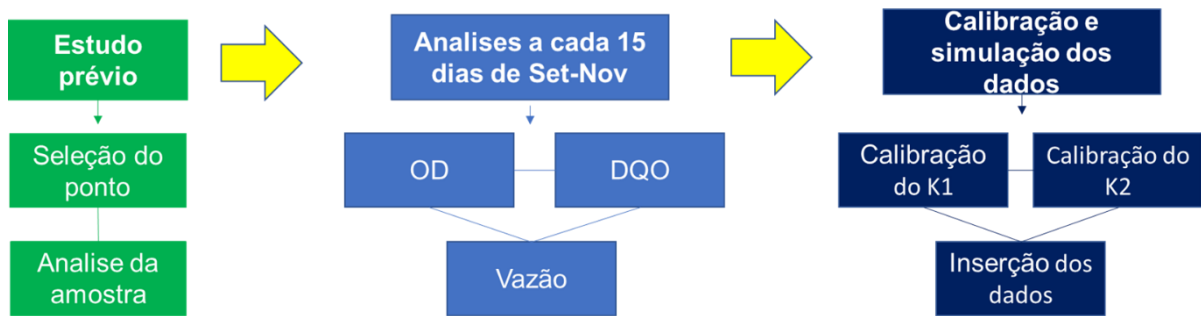 Estudo
prévio
Seleção do
ponto
Analise da
amostra
Analises a cada 15
dias de Set-Nov
OD
DQO
Vazão
Calibração e
simulação dos
dados
Calibração
do K1
Calibração do
K2
Inserção dos
dados